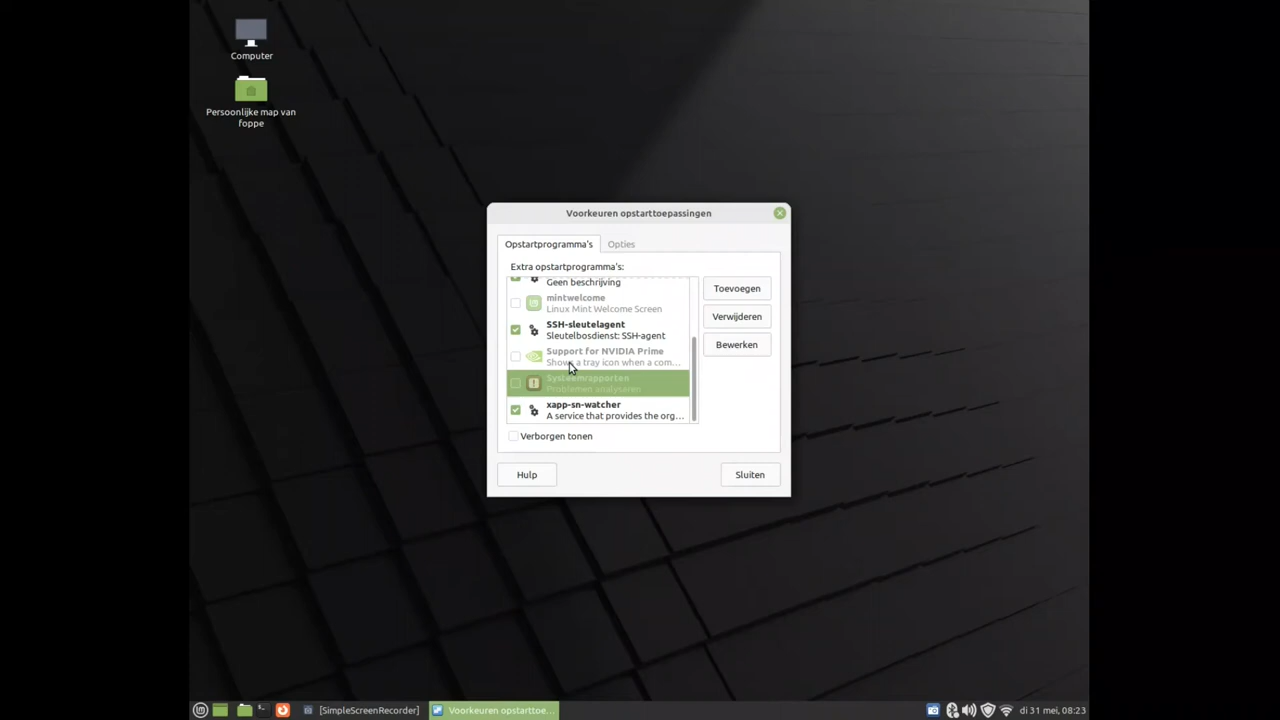 Computer
Persoonlijke map van
foppe
Voorkeuren opstarttoepassingen
Opstartprogramma's
Opties
Extra opstartprogramma's:
Geen beschrijving
mintwelcome
Linux Mint Welcome Screen
SSH-sleutelagent
Sleutelbosdienst: SSH-agent
Support for NVIDIA Prime
Shows a tray icon when a com...
Systeemrapporten
Problemen analyseren
xapp-sn-watcher
A service that provides the org...
Toevoegen
Verwijderen
Bewerken
Verborgen tonen
Hulp
Sluiten
[SimpleScreenRecorder]
Voorkeuren opstarttoe...
di 31 mei, 08:23